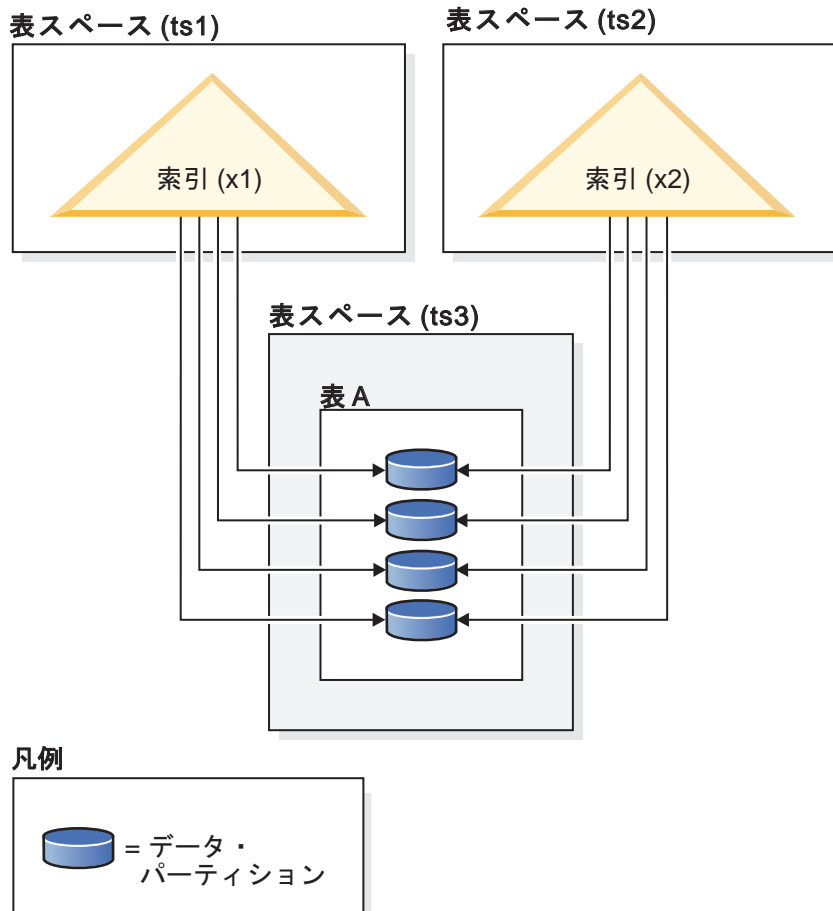 表スペース (ts1)
表スペース (ts2)
索引 (x1)
索引 (x2)
表スペース (ts3)
表 A
凡例
= データ・
パーティション